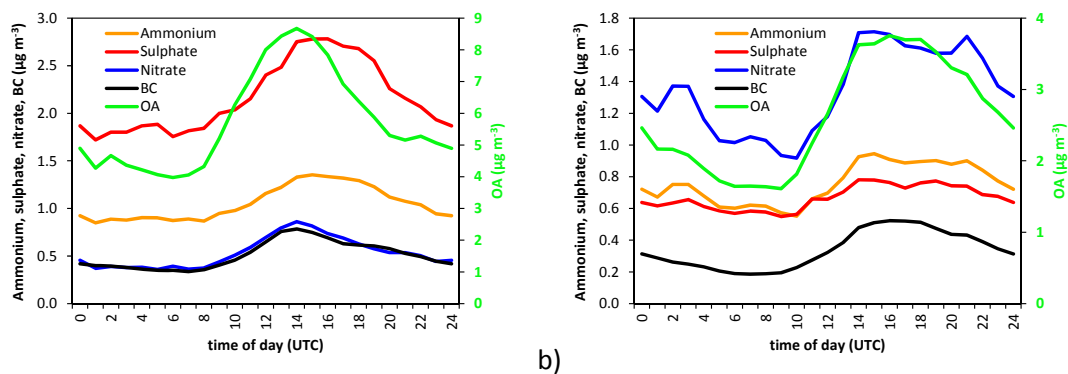 Ammonium, sulphate, nitrate, BC (µg m-3)
3.0
2.5
2.0
1.5
1.0
0.5
0.0
Ammonium
Sulphate
Nitrate
BC
OA
9
8
7
6
5
4
3
2
1
0
OA (µg m-3)
0 2 4 6 8 10 12 14 16 18 20 22 24
time of day (UTC)
b)
Ammonium, sulphate, nitrate, BC (µg m-3)
1.8
1.6
1.4
1.2
1.0
0.8
0.6
0.4
0.2
0.0
Ammonium
Sulphate
Nitrate
BC
OA
4
3
2
1
0
OA (µg m-3)
0 2 4 6 8 10 12 14 16 18 20 22 24
time of day (UTC)